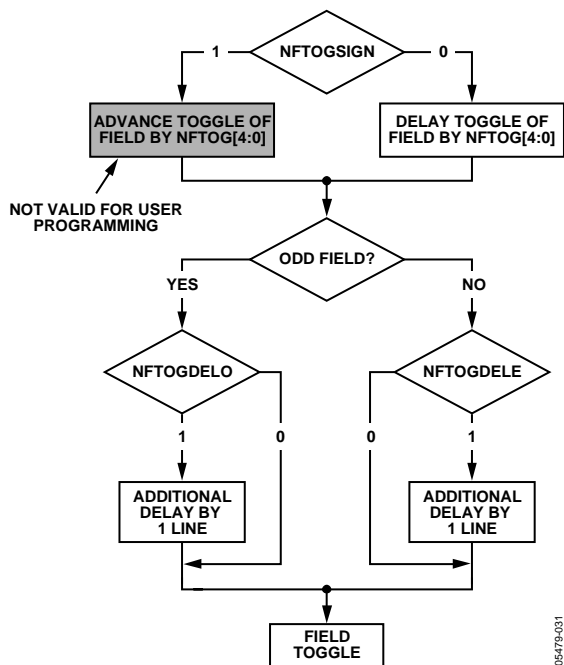 NFTOGSIGN
1
0
ADVANCE TOGGLE OF
FIELD BY NFTOG[4:0]
DELAY TOGGLE OF
FIELD BY NFTOG[4:0]
NOT VALID FOR USER
PROGRAMMING
ODD FIELD?
YES
NO
NFTOGDELO
NFTOGDELE
1
0
0
1
ADDITIONAL
DELAY BY
1 LINE
ADDITIONAL
DELAY BY
1 LINE
FIELD
TOGGLE
05479-031